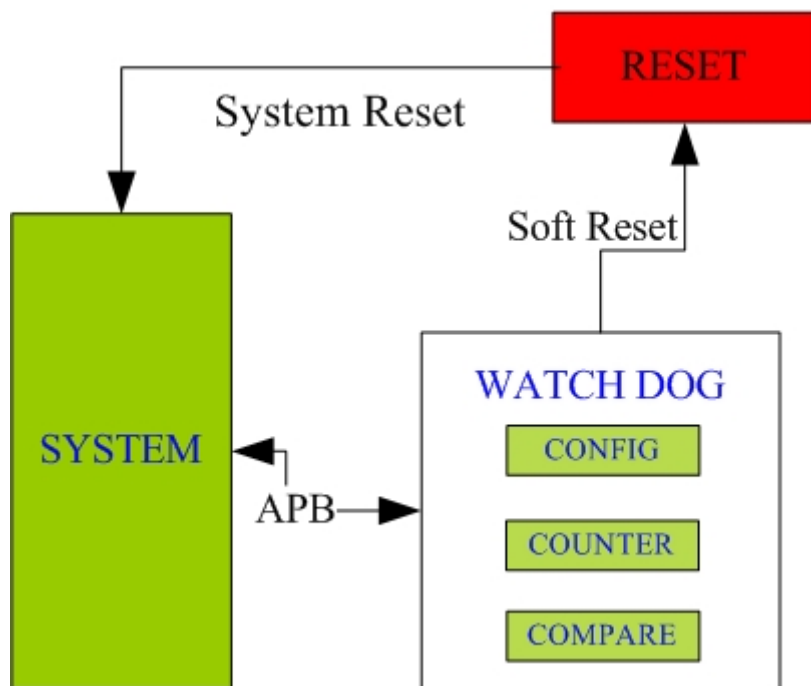 RESET
System Reset
Soft Reset
WATCH DOG
SYSTEM
CONFIG
APB
COUNTER
COMPARE